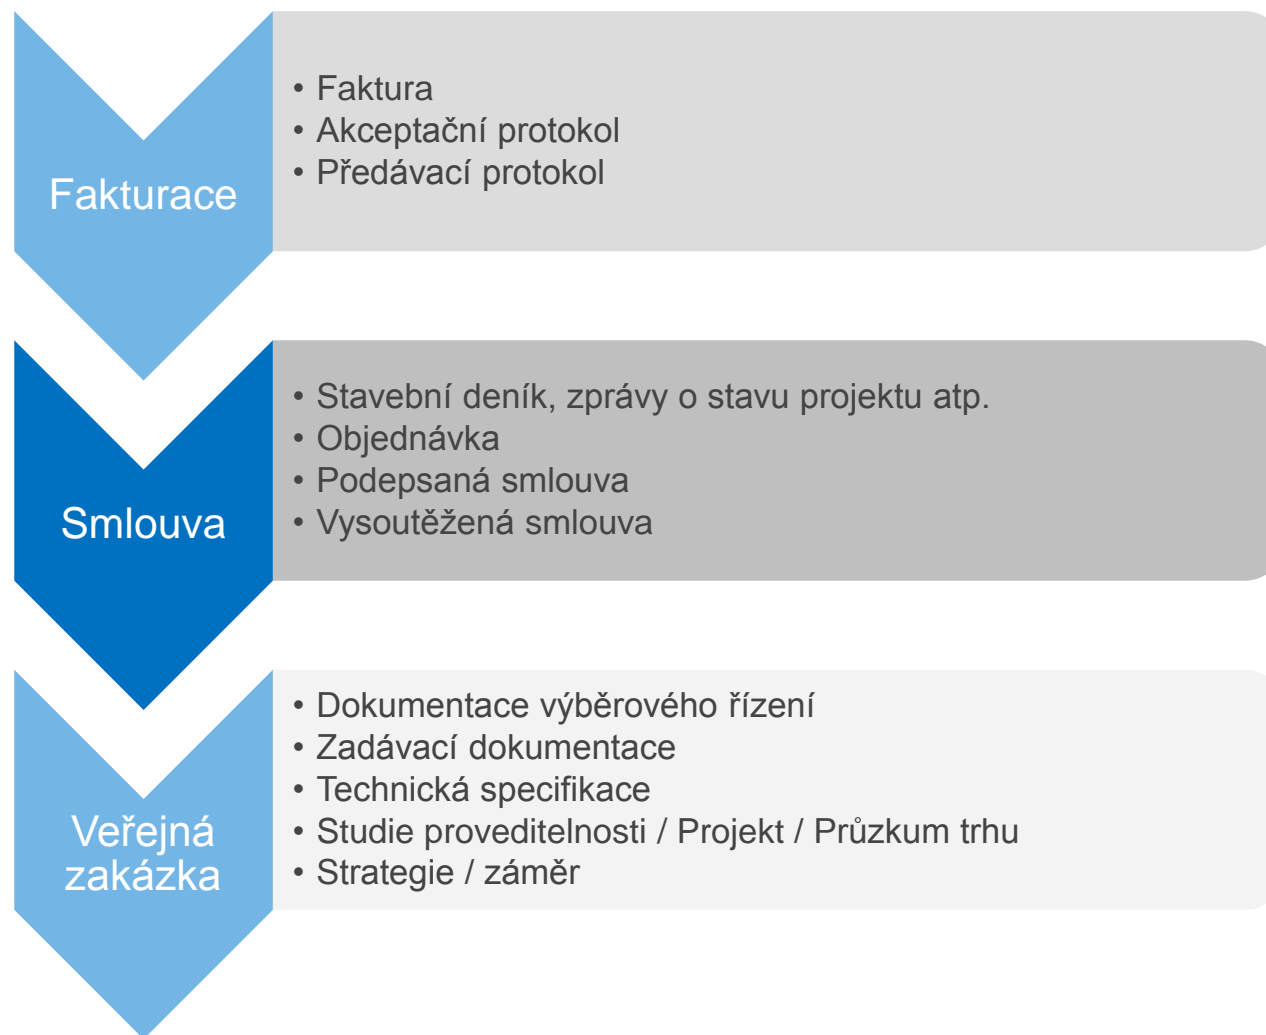 Fakturace
• Faktura
• Akceptační protokol
• Předávací protokol
Smlouva
• Stavební deník, zprávy o stavu projektu atp.
• Objednávka
• Podepsaná smlouva
• Vysoutěžená smlouva
Veřejná
zakázka
• Dokumentace výběrového řízení
• Zadávací dokumentace
• Technická specifikace
• Studie proveditelnosti / Projekt / Průzkum trhu
• Strategie / záměr